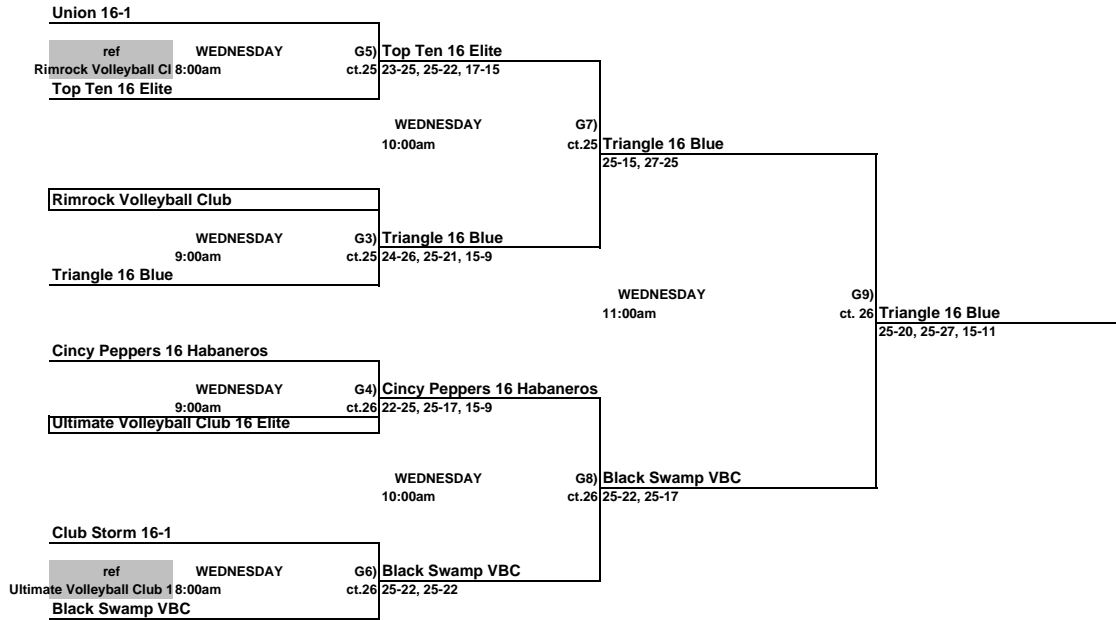 Union 16-1
ref WEDNESDAY G5) Top Ten 16 Elite
Rimrock Volleyball Cl 8:00am ct.25 23-25, 25-22, 17-15
Top Ten 16 Elite
WEDNESDAY G7)
10:00am ct.25 Triangle 16 Blue
25-15, 27-25
Rimrock Volleyball Club
WEDNESDAY G3) Triangle 16 Blue
9:00am ct.25 24-26, 25-21, 15-9
Triangle 16 Blue
WEDNESDAY G9)
11:00am ct. 26 Triangle 16 Blue
25-20, 25-27, 15-11
Cincy Peppers 16 Habaneros
WEDNESDAY G4) Cincy Peppers 16 Habaneros
9:00am ct.26 22-25, 25-17, 15-9
Ultimate Volleyball Club 16 Elite
WEDNESDAY G8) Black Swamp VBC
10:00am ct.26 25-22, 25-17
Club Storm 16-1
ref WEDNESDAY G6) Black Swamp VBC
Ultimate Volleyball Club 1 8:00am ct.26 25-22, 25-22
Black Swamp VBC